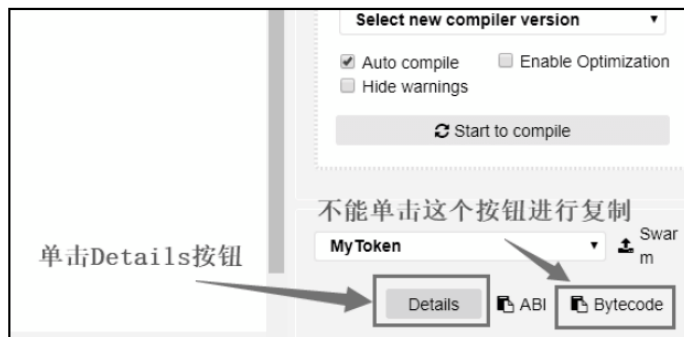 Select new compiler version
Auto compile
Enable Optimization
Hide warnings
Start to compile
不能单击这个按钮进行复制
单击Details按钮
MyToken
Swar
m
Details
ABI
Bytecode